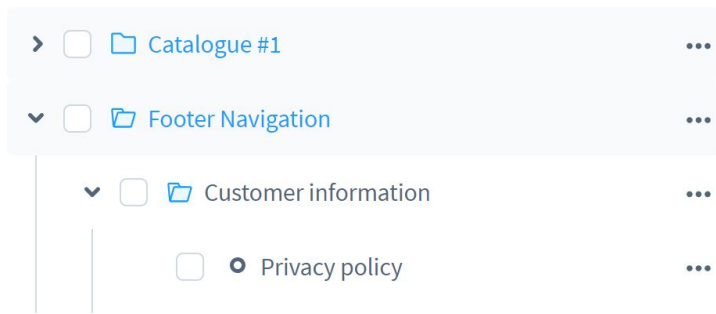 Catalogue #1
Footer Navigation
Customer information
Privacy policy